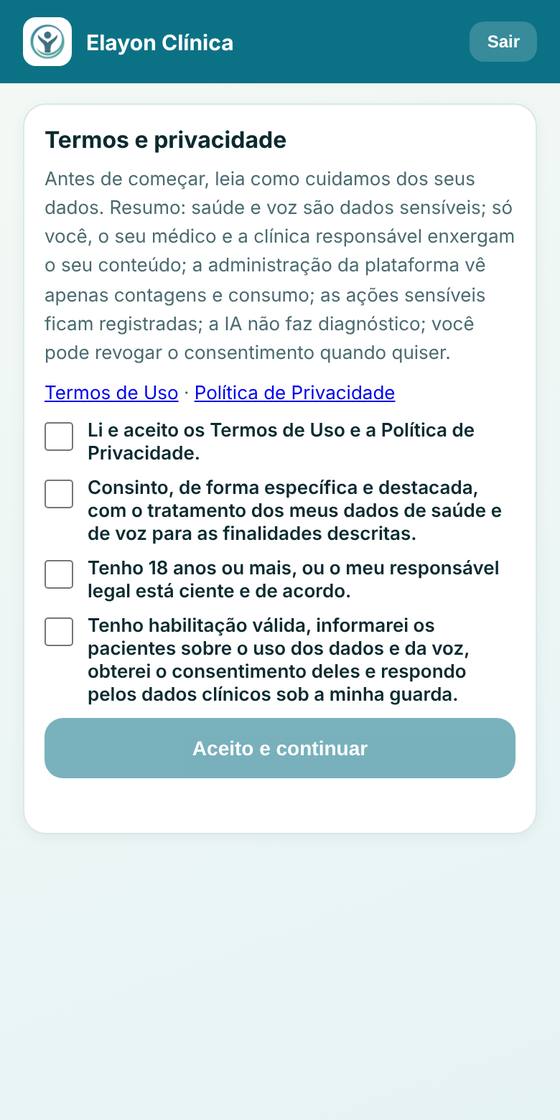 Elayon Clínica
Sair
Termos e privacidade
Antes de começar, leia como cuidamos dos seus
dados. Resumo: saúde e voz são dados sensíveis; só
você, o seu médico e a clínica responsável enxergam
o seu conteúdo; a administração da plataforma vê
apenas contagens e consumo; as ações sensíveis
ficam registradas; a IA não faz diagnóstico; você
pode revogar o consentimento quando quiser.
Termos de Uso · Política de Privacidade
Li e aceito os Termos de Uso e a Política de
Privacidade.
Consinto, de forma específica e destacada,
com o tratamento dos meus dados de saúde e
de voz para as finalidades descritas.
Tenho 18 anos ou mais, ou o meu responsável
legal está ciente e de acordo.
Tenho habilitação válida, informarei os
pacientes sobre o uso dos dados e da voz,
obterei o consentimento deles e respondo
pelos dados clínicos sob a minha guarda.
Aceito e continuar